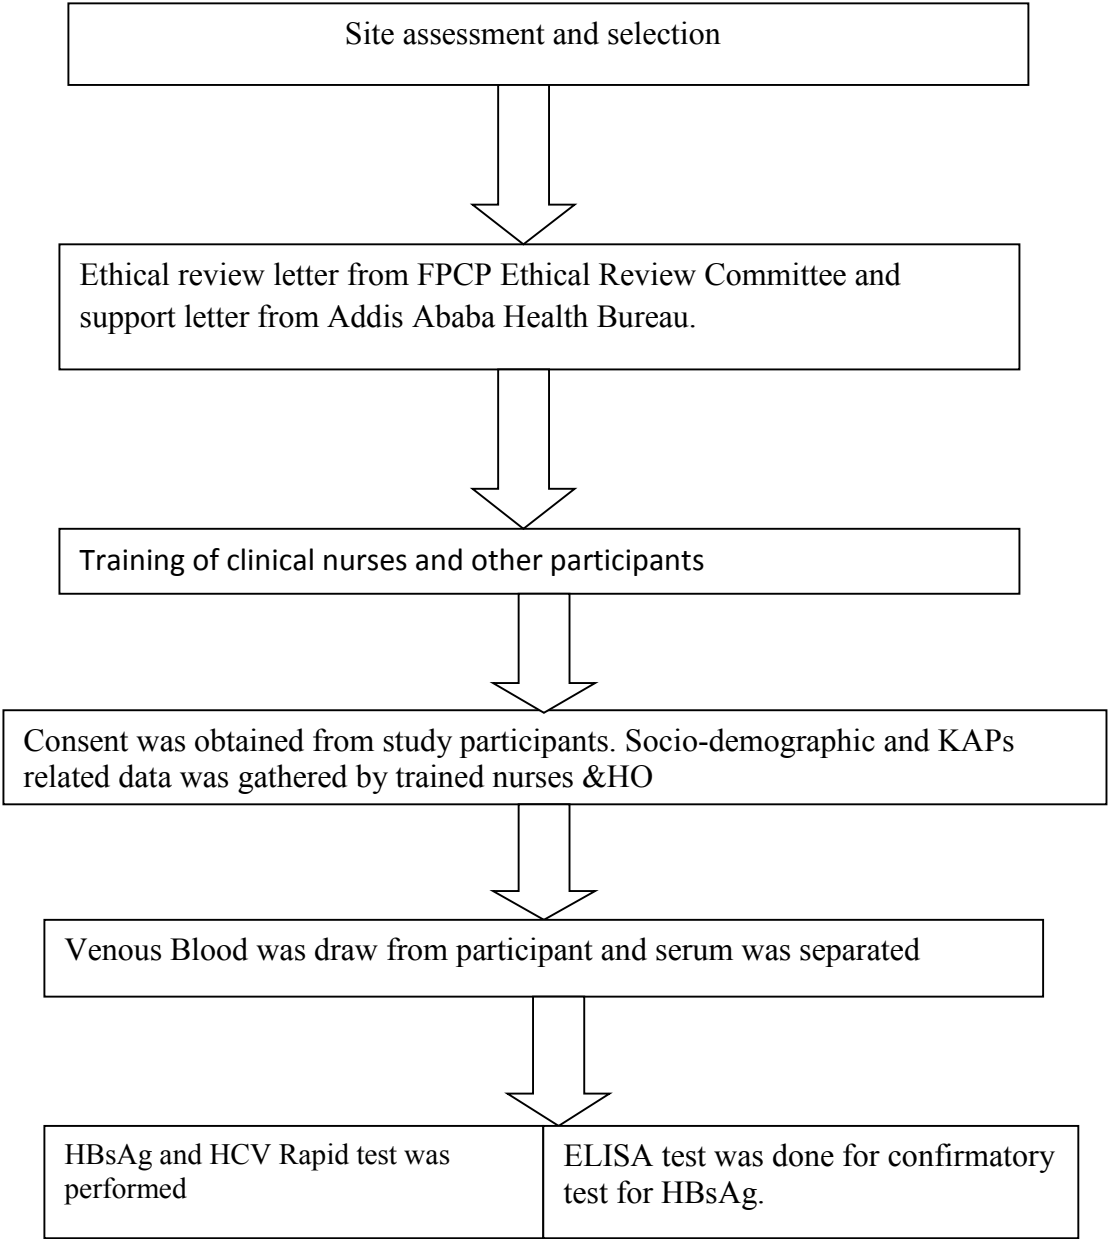 Site assessment and selection
Ethical review letter from FPCP Ethical Review Committee and
support letter from Addis Ababa Health Bureau.
Training of clinical nurses and other participants
Consent was obtained from study participants. Socio-demographic and KAPs
related data was gathered by trained nurses &HO
Venous Blood was draw from participant and serum was separated
HBsAg and HCV Rapid test was
performed
ELISA test was done for confirmatory
test for HBsAg.